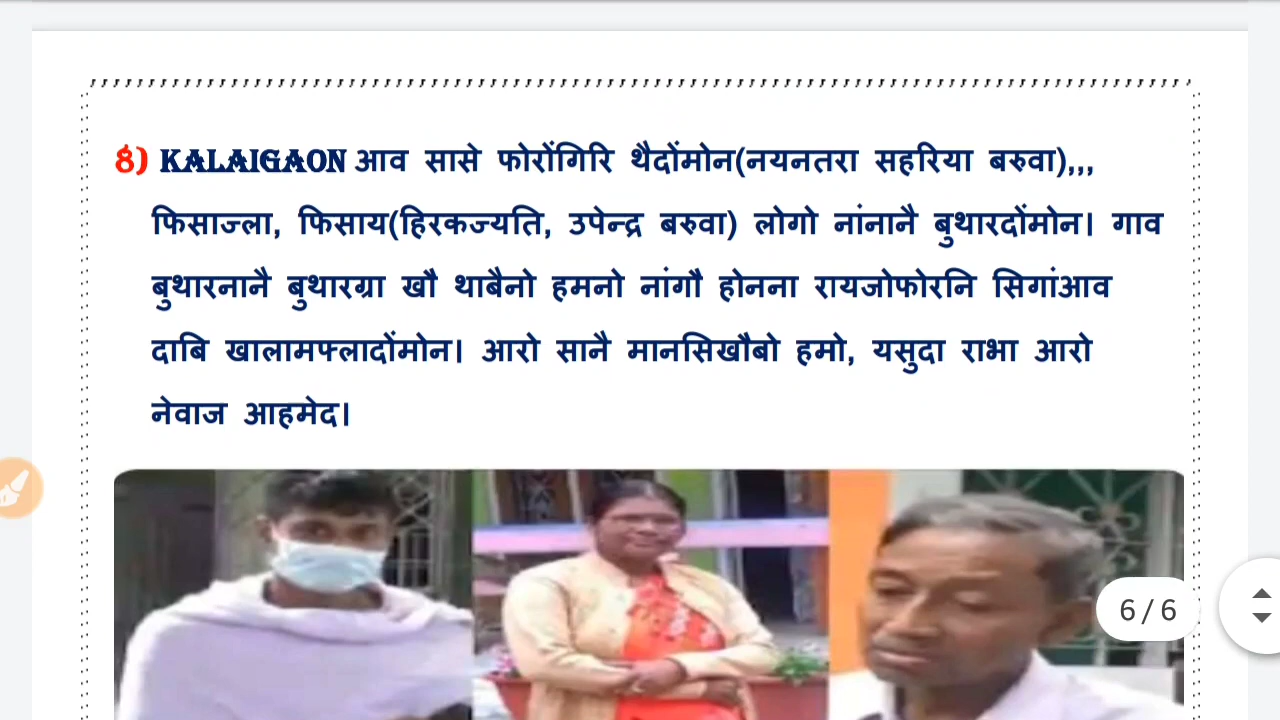 8) KALAIGAON आव सासे फोरोंगिरि थैदोंमोन(नयनतरा सहरिया बरुवा),,,
फिसाज्ला, फिसाय(हिरकज्यति, उपेन्द्र बरुवा) लोगो नांनानै बुथारदोंमोन। गाव
बुथारनानै बुथारग्रा खौ थाबैनो हमनो नांगौ होनना रायजोफोरनि सिगांआव
दाबि खालामफ्लादोंमोन। आरो सानै मानसिखौबो हमो, यसुदा राभा आरो
नेवाज आहमेद।
6/6